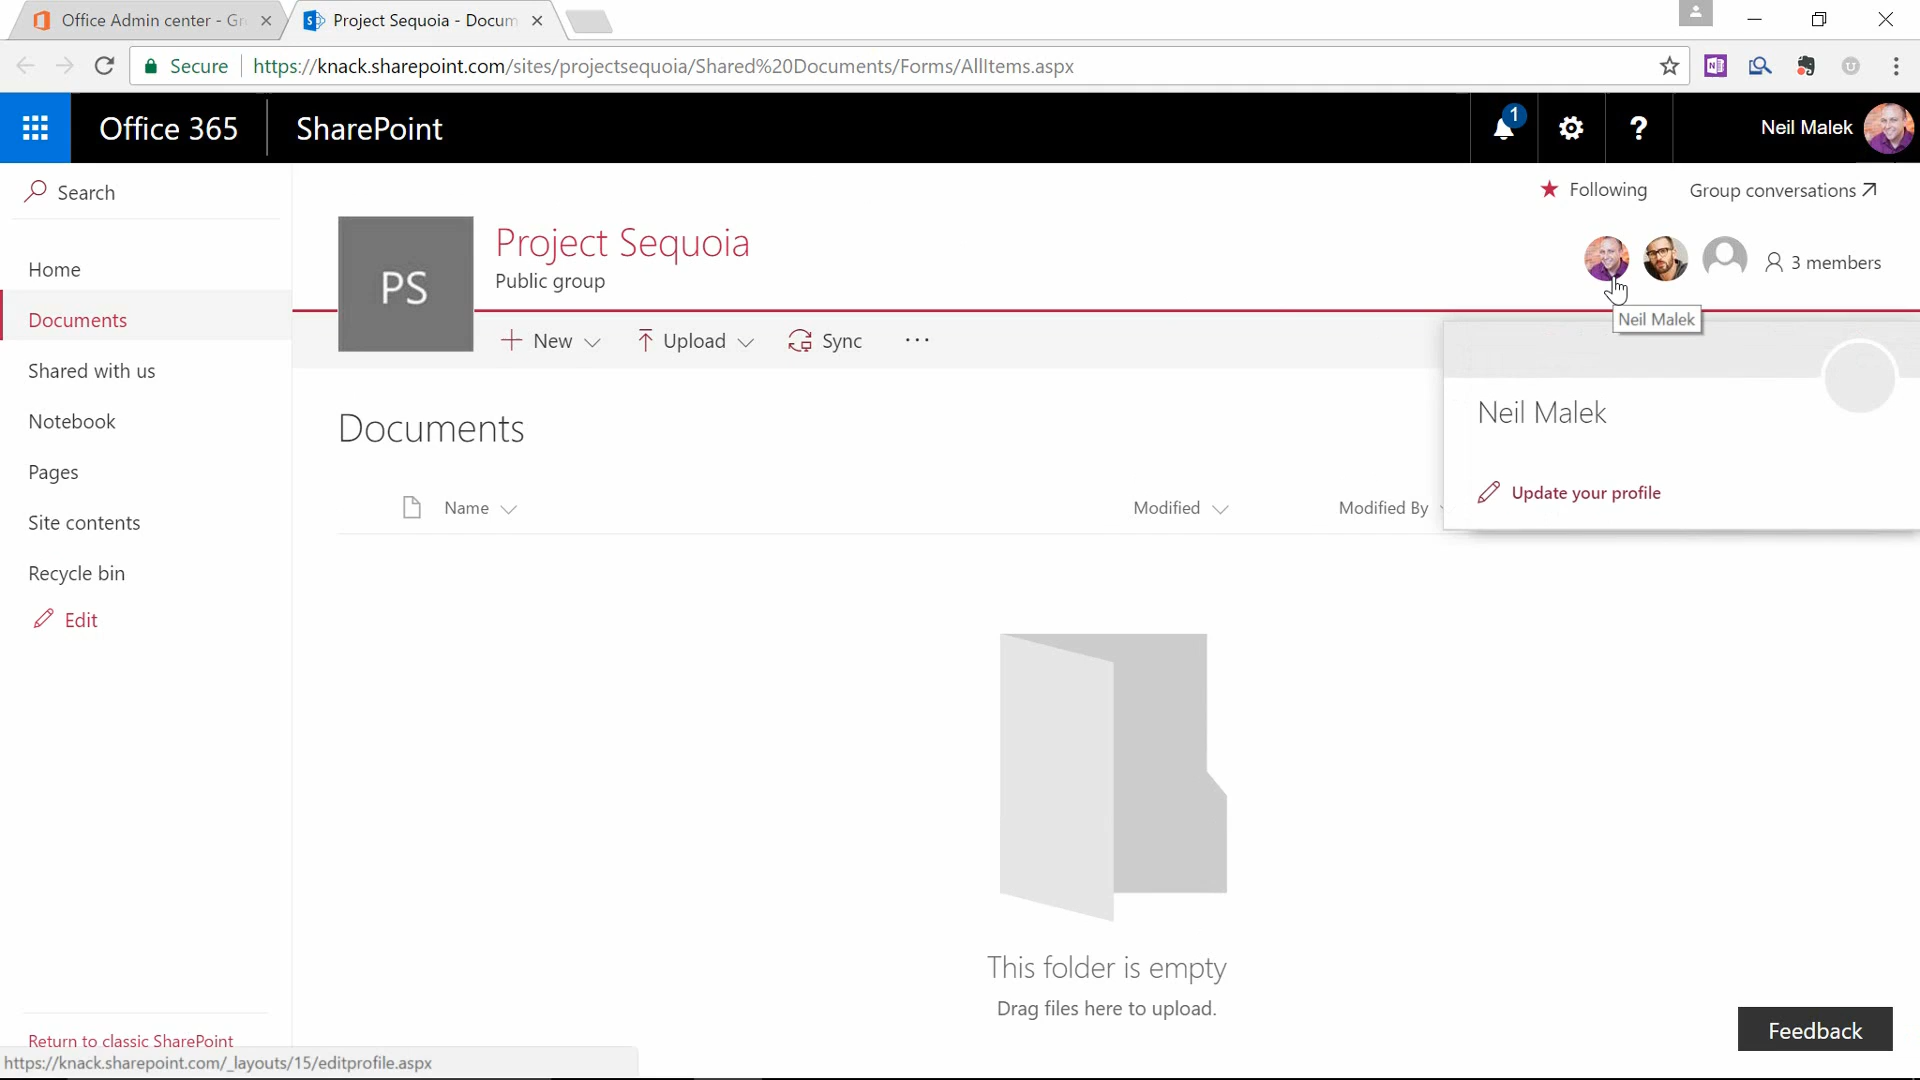 Office Admin center - Gr
Project Sequoia - Docum
Secure
https://knack.sharepoint.com/sites/projectsequoia/Shared%20Documents/Forms/AllItems.aspx
Office 365
SharePoint
1
?
Neil Malek
Search
Following
Group conversations
PS
Project Sequoia
Public group
3 members
Neil Malek
Home
Documents
Shared with us
Notebook
Pages
Site contents
Recycle bin
Edit
New
Upload
Sync
...
Documents
Name
Modified
Modified By
Neil Malek
Update your profile
This folder is empty
Drag files here to upload.
Return to classic SharePoint
https://knack.sharepoint.com/_layouts/15/editprofile.aspx
Feedback